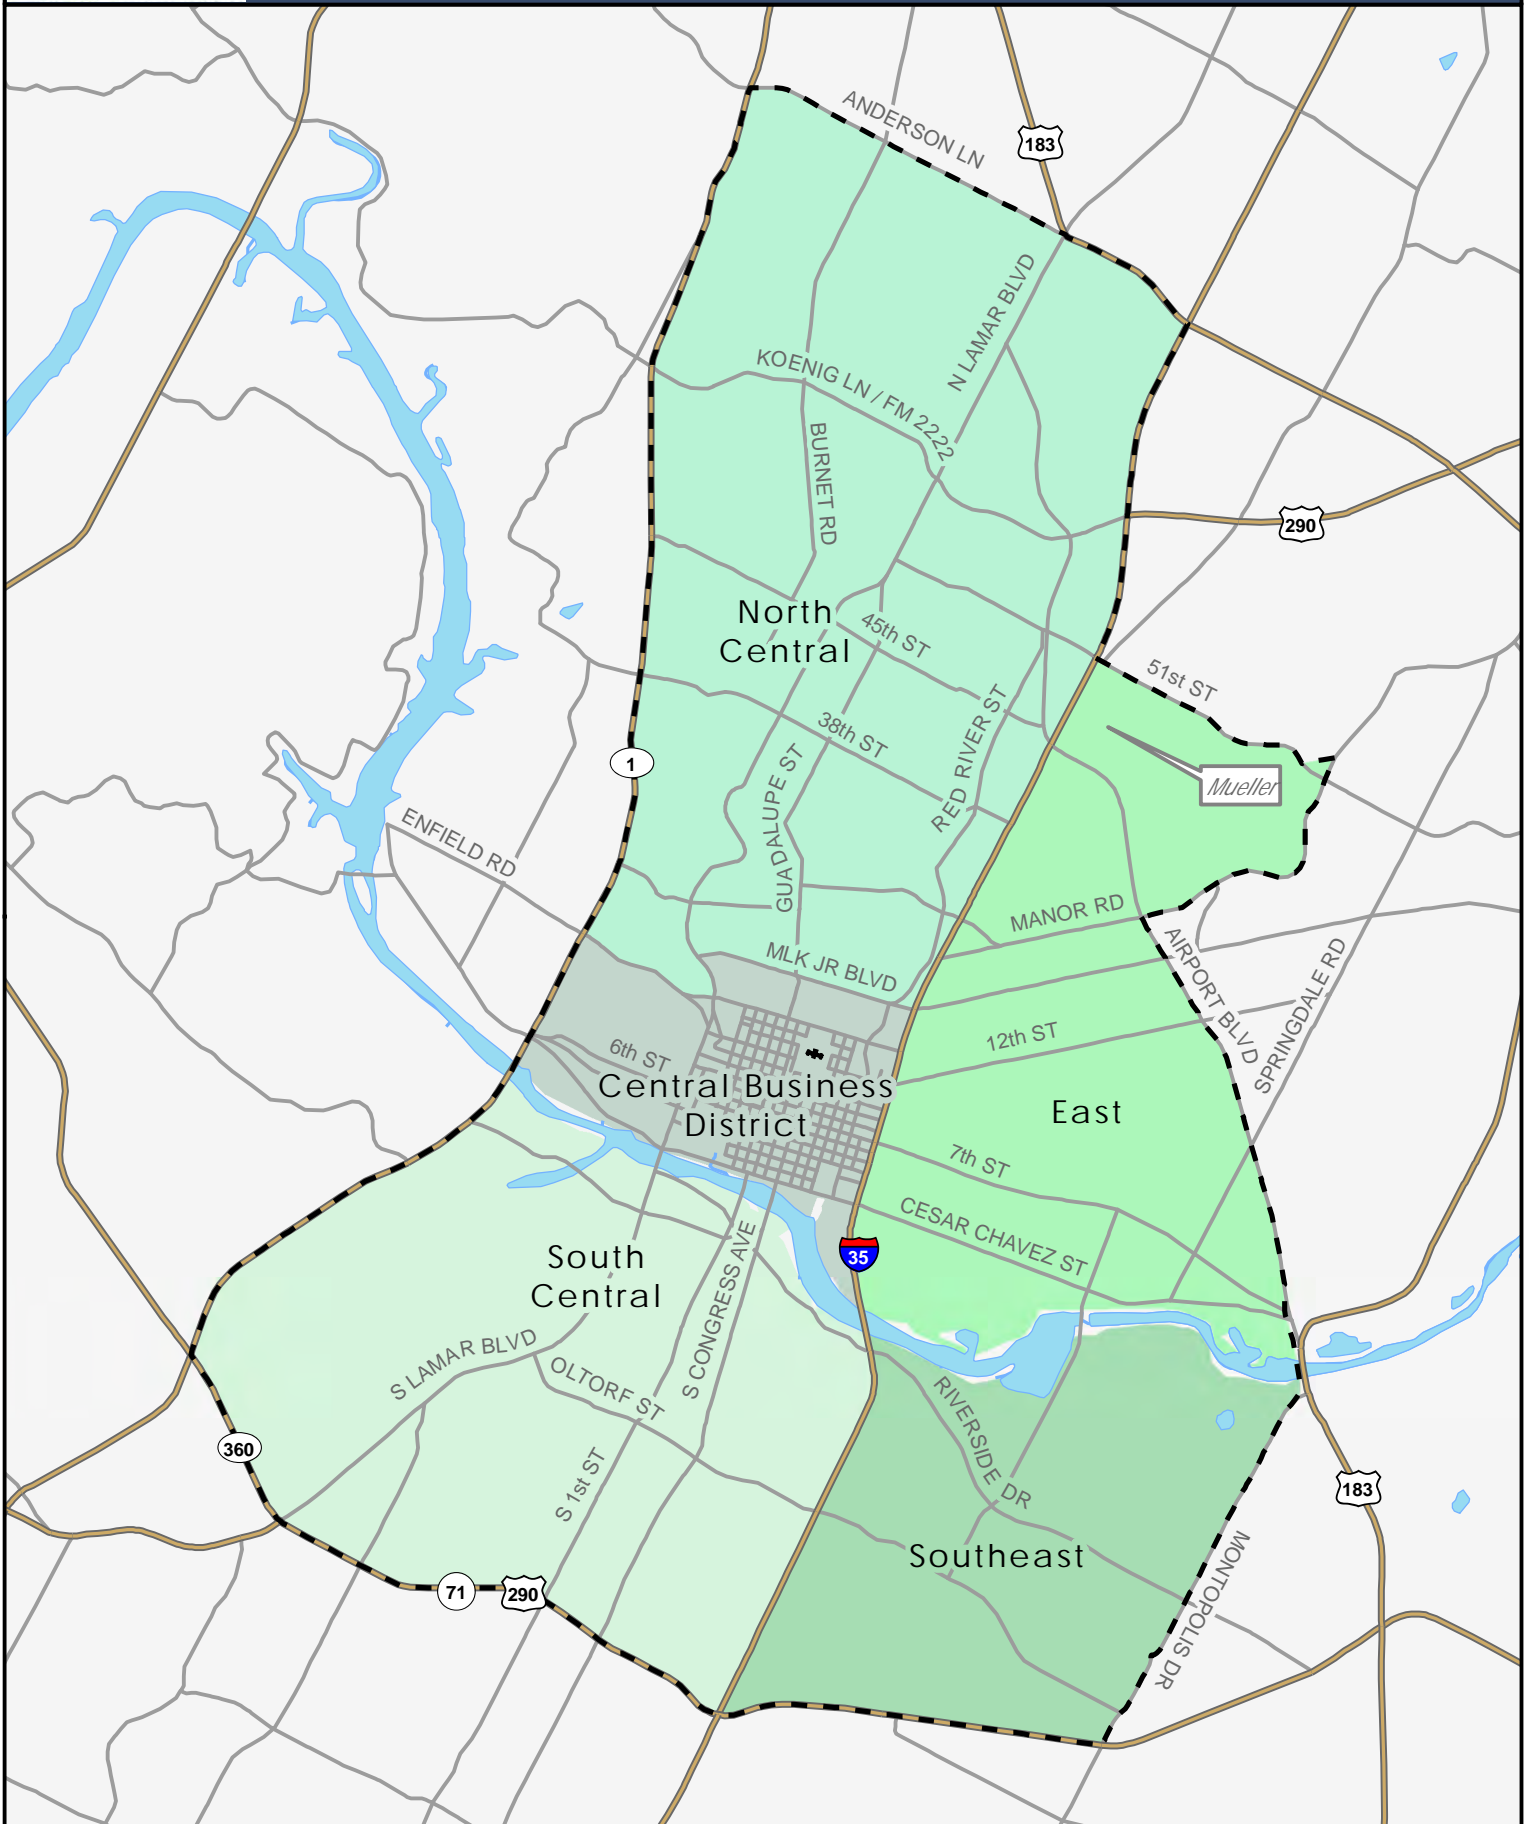 ANDERSON LN
183
N LAMAR BLVD
KOENIG LN / FM 2222
BURNET RD
290
North
Central
45th ST
51st ST
38th ST
RED RIVER ST
GUADALUPE ST
1
Mueller
ENFIELD RD
MANOR RD
MLK JR BLVD
AIRPORT BLVD
SPRINGDALE RD
12th ST
6th ST
Central Business
District
East
7th ST
CESAR CHAVEZ ST
35
South
Central
S CONGRESS AVE
S LAMAR BLVD
OLTORF ST
RIVERSIDE DR
360
S 1st ST
183
Southeast
MONTOPOLIS DR
71
290